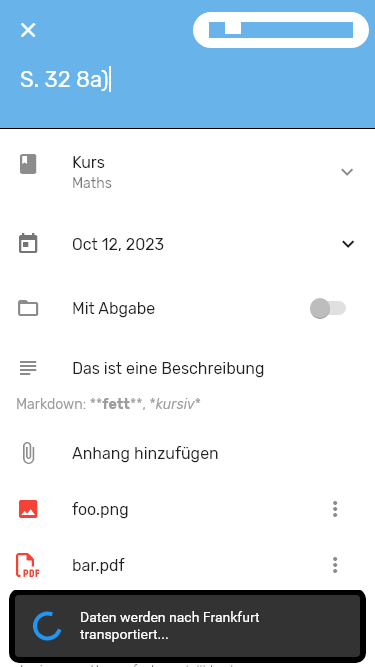 S. 32 8a)
Kurs
Maths
Oct 12, 2023
Mit Abgabe
Das ist eine Beschreibung
Markdown: **fett**, *kursiv*
Anhang hinzufügen
foo.png
PDF
bar.pdf
Daten werden nach Frankfurt
transportiert...